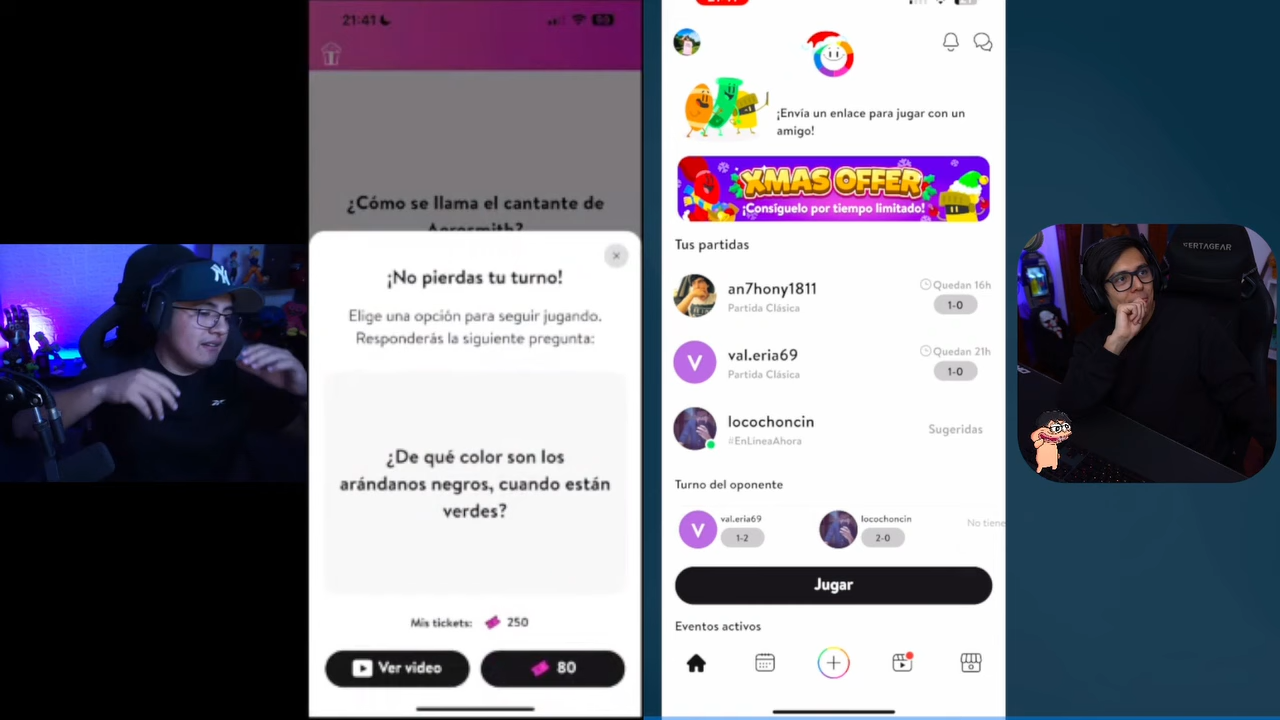 21:41
¿Cómo se llama el cantante de
Aerosmith?
¡No pierdas tu turno!
Elige una opción para seguir jugando.
Responderás la siguiente pregunta:
¿De qué color son los
arándanos negros, cuando están
verdes?
Mis tickets: 250
Ver video
80
¡Envía un enlace para jugar con un
amigo!
XMAS OFFER
¡Consíguelo por tiempo limitado!
Tus partidas
an7hony1811
Partida Clásica
Quedan 16h
1-0
val.eria69
Partida Clásica
Quedan 21h
1-0
V
locochoncin
#EnLineaAhora
Sugeridas
Turno del oponente
V
val.eria69
1-2
locochoncin
2-0
No tiene
Jugar
Eventos activos
NY